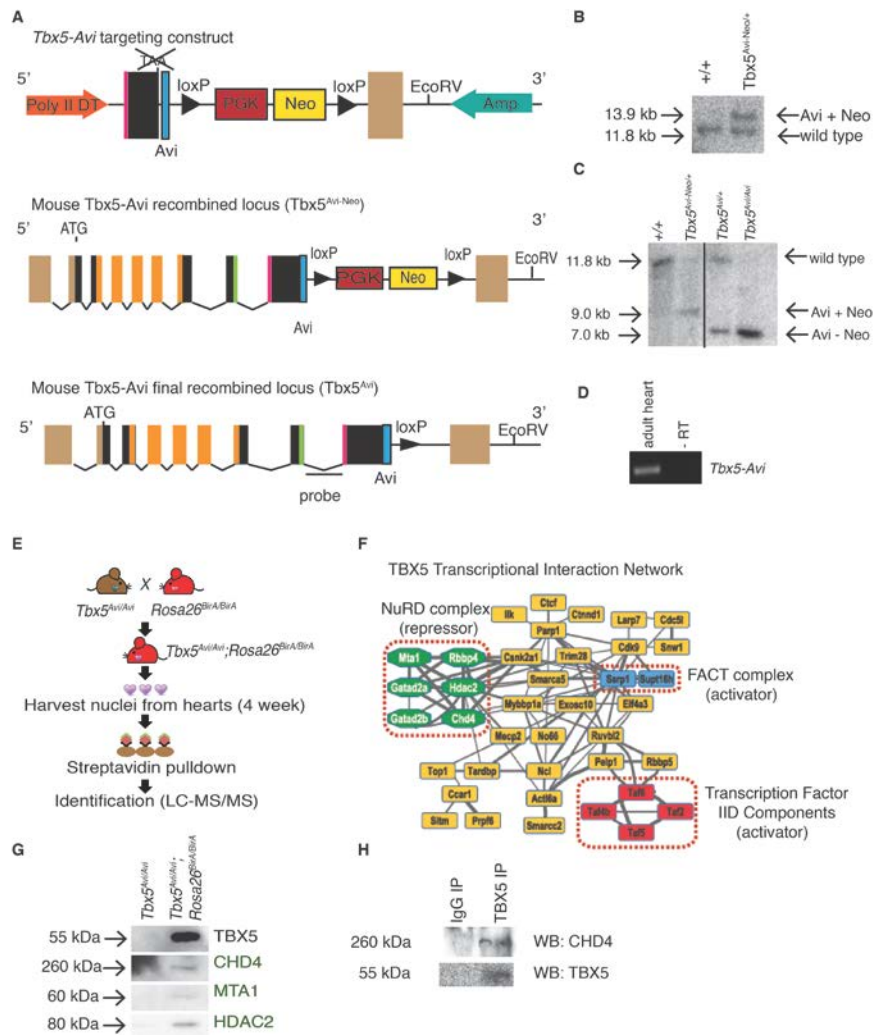 A
Tbx5-Avi targeting construct
TAA
5’
3’
loxP
loxP
EcoRV
Poly II DT
PGK
Neo
Amp
Avi
Mouse Tbx5-Avi recombined locus (Tbx5Avi-Neo)
5’
3’
ATG
loxP
loxP
EcoRV
PGK
Neo
Avi
Mouse Tbx5-Avi final recombined locus (Tbx5Avi)
5’
3’
ATG
loxP
EcoRV
Avi
probe
B
+/+
Tbx5Avi-Neo/+
13.9 kb
Avi + Neo
11.8 kb
wild type
C
+/+
Tbx5Avi-Neo/+
Tbx5Avi/+
Tbx5Avi/Avi
11.8 kb
wild type
9.0 kb
Avi + Neo
7.0 kb
Avi - Neo
D
adult heart
- RT
Tbx5-Avi
E
X
Tbx5Avi/Avi
Rosa26BirA/BirA
Tbx5Avi/Avi;Rosa26BirA/BirA
Harvest nuclei from hearts (4 week)
Streptavidin pulldown
Identification (LC-MS/MS)
F
TBX5 Transcriptional Interaction Network
NuRD complex
(repressor)
Mta1
Rbbp4
Gatad2a
Hdac2
Gatad2b
Chd4
Ilk
Ctcf
Ctnnd1
Parp1
Larp7
Cdc5l
Cdk9
Snw1
Csnk2a1
Trim28
Smarca5
Ssrp1
Supt16h
FACT complex
(activator)
Mybbp1a
Exosc10
Eif4a3
Mecp2
No66
Ruvbl2
Pelp1
Rbbp5
Top1
Tardbp
Ncl
Ccar1
Actl6a
Sltm
Prpf6
Smarcc2
Taf6
Taf4b
Taf2
Taf5
Transcription Factor
IID Components
(activator)
G
Tbx5Avi/Avi
Tbx5Avi/Avi;
Rosa26BirA/BirA
55 kDa
TBX5
260 kDa
CHD4
60 kDa
MTA1
80 kDa
HDAC2
H
IgG IP
TBX5 IP
260 kDa
WB: CHD4
55 kDa
WB: TBX5